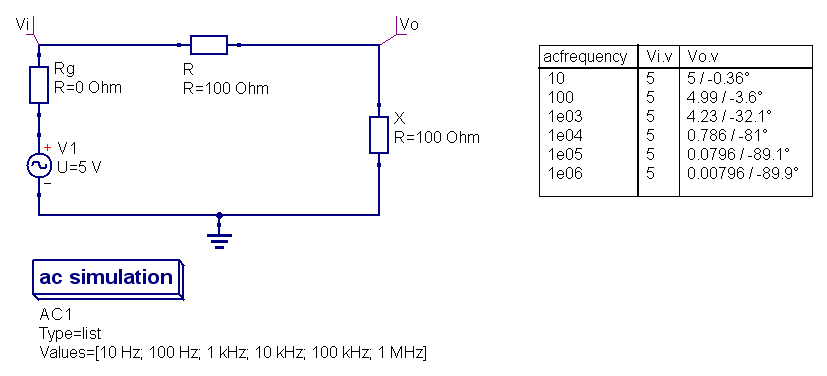 Vi
Vo
Rg
R=0 Ohm
R
R=100 Ohm
X
R=100 Ohm
+ V1
U=5 V
−
acfrequency Vi.v Vo.v
10 5 5 / -0.36°
100 5 4.99 / -3.6°
1e03 5 4.23 / -32.1°
1e04 5 0.786 / -81°
1e05 5 0.0796 / -89.1°
1e06 5 0.00796 / -89.9°
ac simulation
AC1
Type=list
Values=[10 Hz; 100 Hz; 1 kHz; 10 kHz; 100 kHz; 1 MHz]